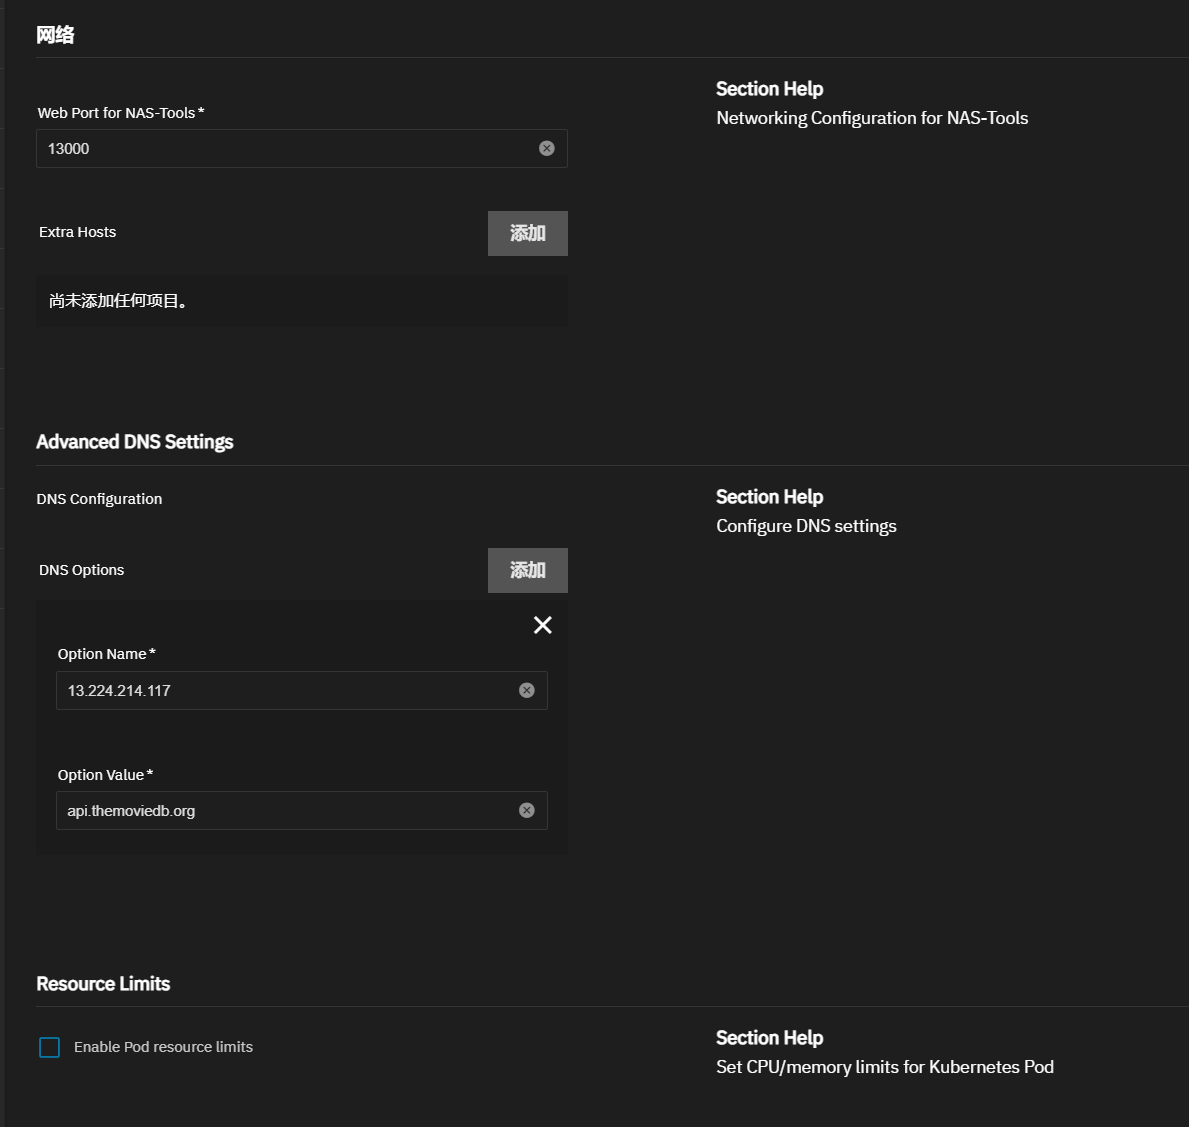 网络
Section Help
Networking Configuration for NAS-Tools
Web Port for NAS-Tools*
13000
Extra Hosts
添加
尚未添加任何项目。
Advanced DNS Settings
DNS Configuration
Section Help
Configure DNS settings
DNS Options
添加
Option Name*
13.224.214.117
Option Value*
api.themoviedb.org
Resource Limits
Enable Pod resource limits
Section Help
Set CPU/memory limits for Kubernetes Pod